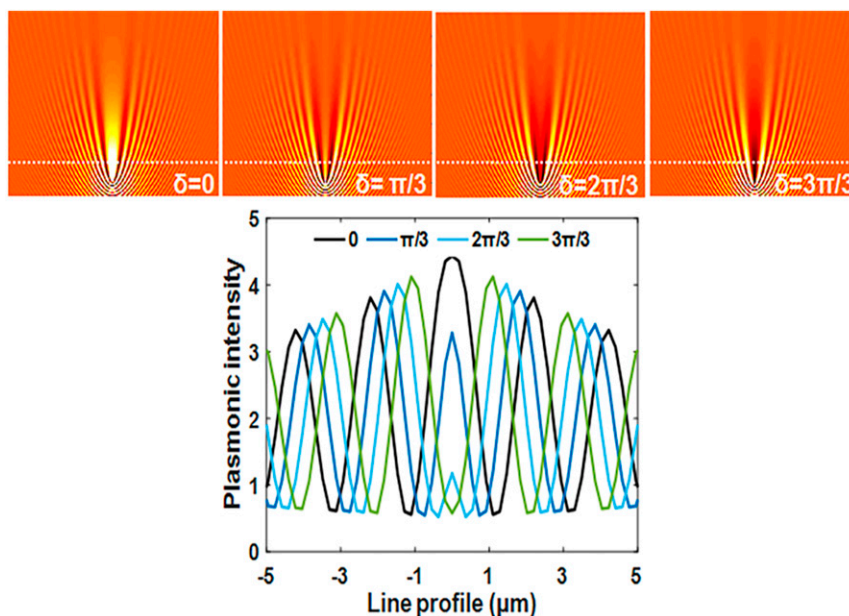 δ=0
δ= π/3
δ=2π/3
δ=3π/3
5
0 π/3 2π/3 3π/3
4
3
2
1
0
Plasmonic intensity
-5 -3 -1 1 3 5
Line profile (μm)